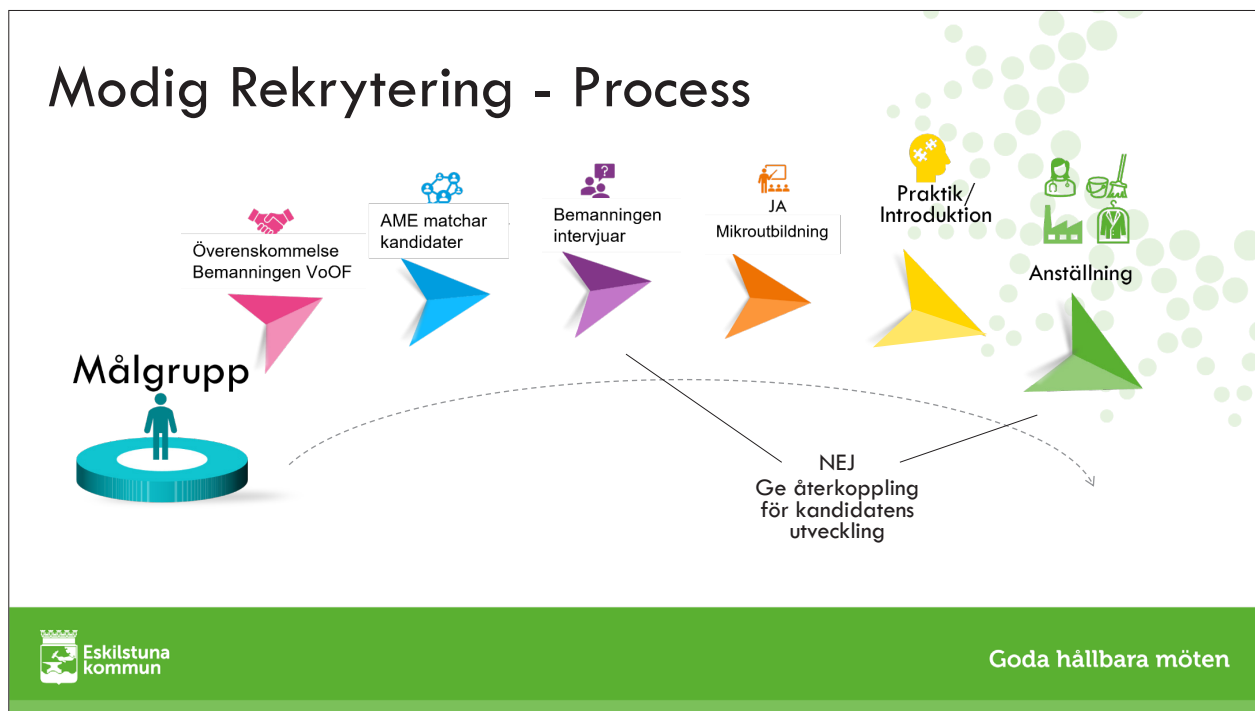 Modig Rekrytering - Process
Överenskommelse
Bemanningen VoOF
AME matchar
kandidater
Bemanningen
intervjuar
JA
Mikroutbildning
Praktik/
Introduktion
Anställning
Målgrupp
NEJ
Ge återkoppling
för kandidatens
utveckling
Eskilstuna
kommun
Goda hållbara möten